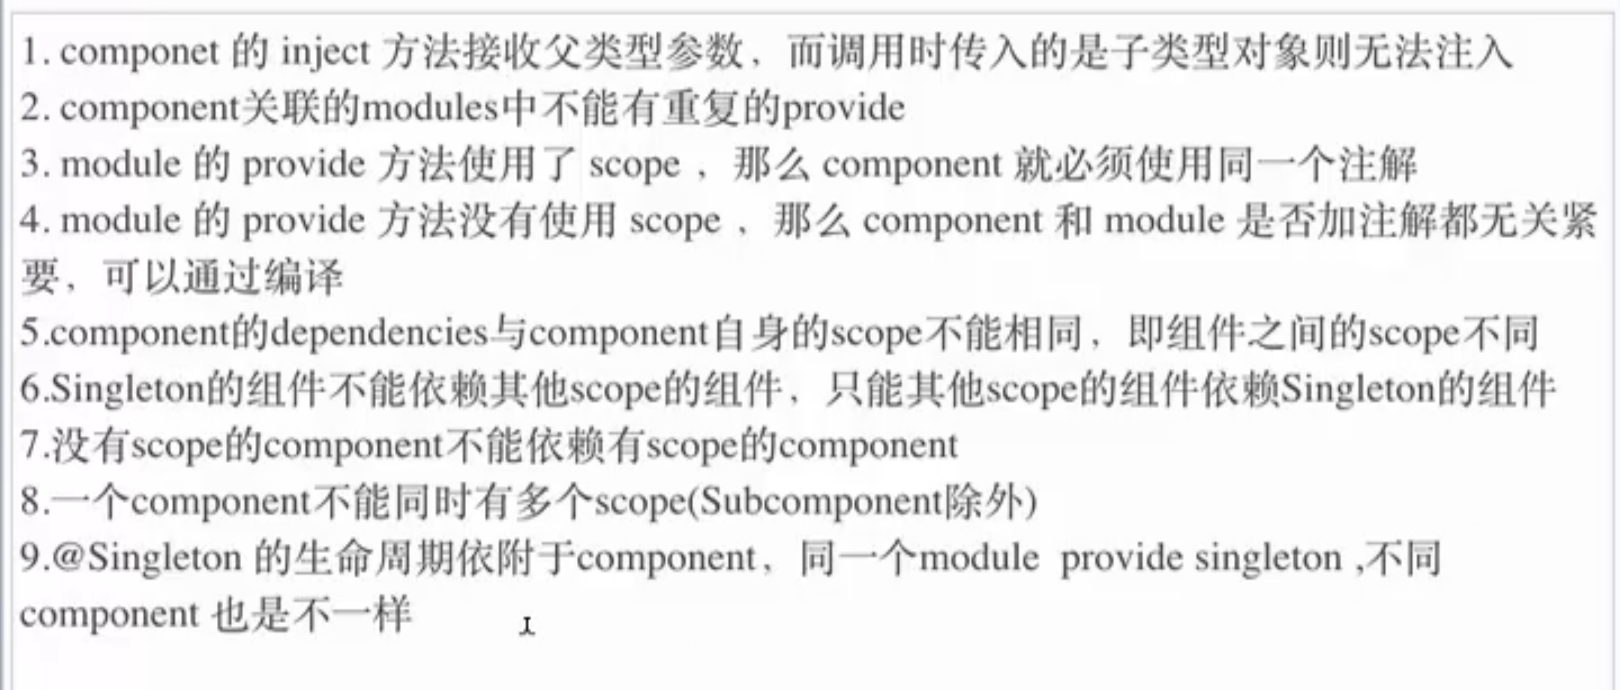 1. componet 的 inject 方法接收父类型参数，而调用时传入的是子类型对象则无法注入
2. component关联的modules中不能有重复的provide
3. module 的 provide 方法使用了 scope ，那么 component 就必须使用同一个注解
4. module 的 provide 方法没有使用 scope ，那么 component 和 module 是否加注解都无关紧
要，可以通过编译
5.component的dependencies与component自身的scope不能相同，即组件之间的scope不同
6.Singleton的组件不能依赖其他scope的组件，只能其他scope的组件依赖Singleton的组件
7.没有scope的component不能依赖有scope的component
8.一个component不能同时有多个scope(Subcomponent除外)
9.@Singleton 的生命周期依附于component，同一个module  provide singleton ,不同
component 也是不一样